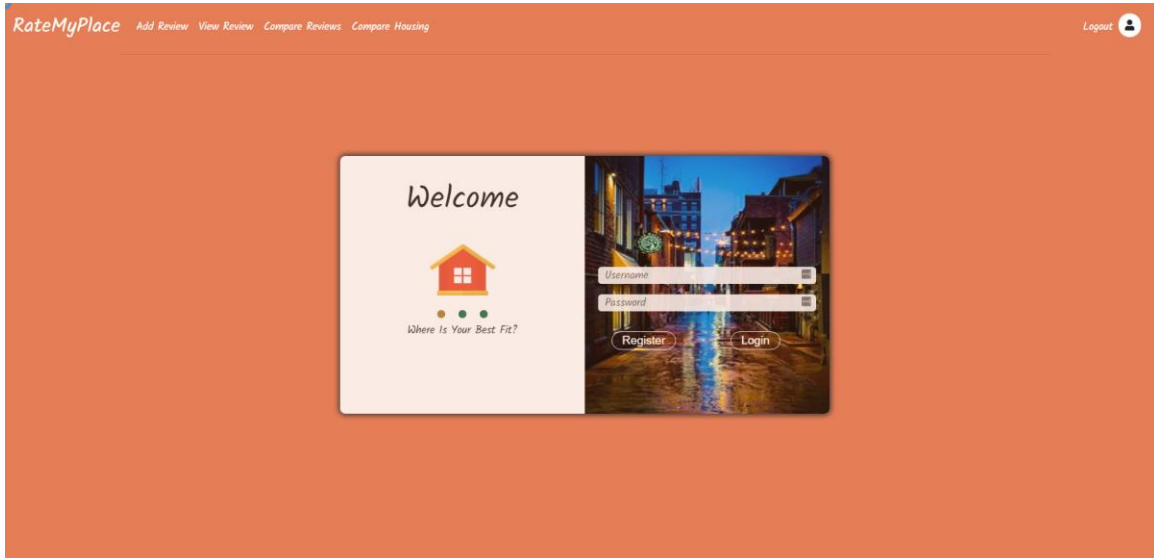 RateMyPlace Add Review View Review Compare Reviews Compare Housing Logout
Welcome
Where Is Your Best Fit?
Username
Password
Register Login